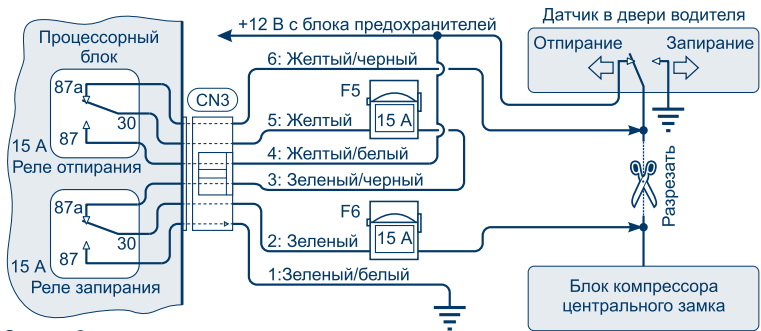 +12 В с блока предохранителей
Датчик в двери водителя
Процессорный
блок
Отпирание
Запирание
6: Желтый/черный
87a
CN3
F5
30
5: Желтый
15 А
87
15 А
4: Желтый/белый
Реле отпирания
3: Зеленый/черный
Разрезать
87a
F6
30
2: Зеленый
15 А
87
15 А
1:Зеленый/белый
Реле запирания
Блок компрессора
центрального замка